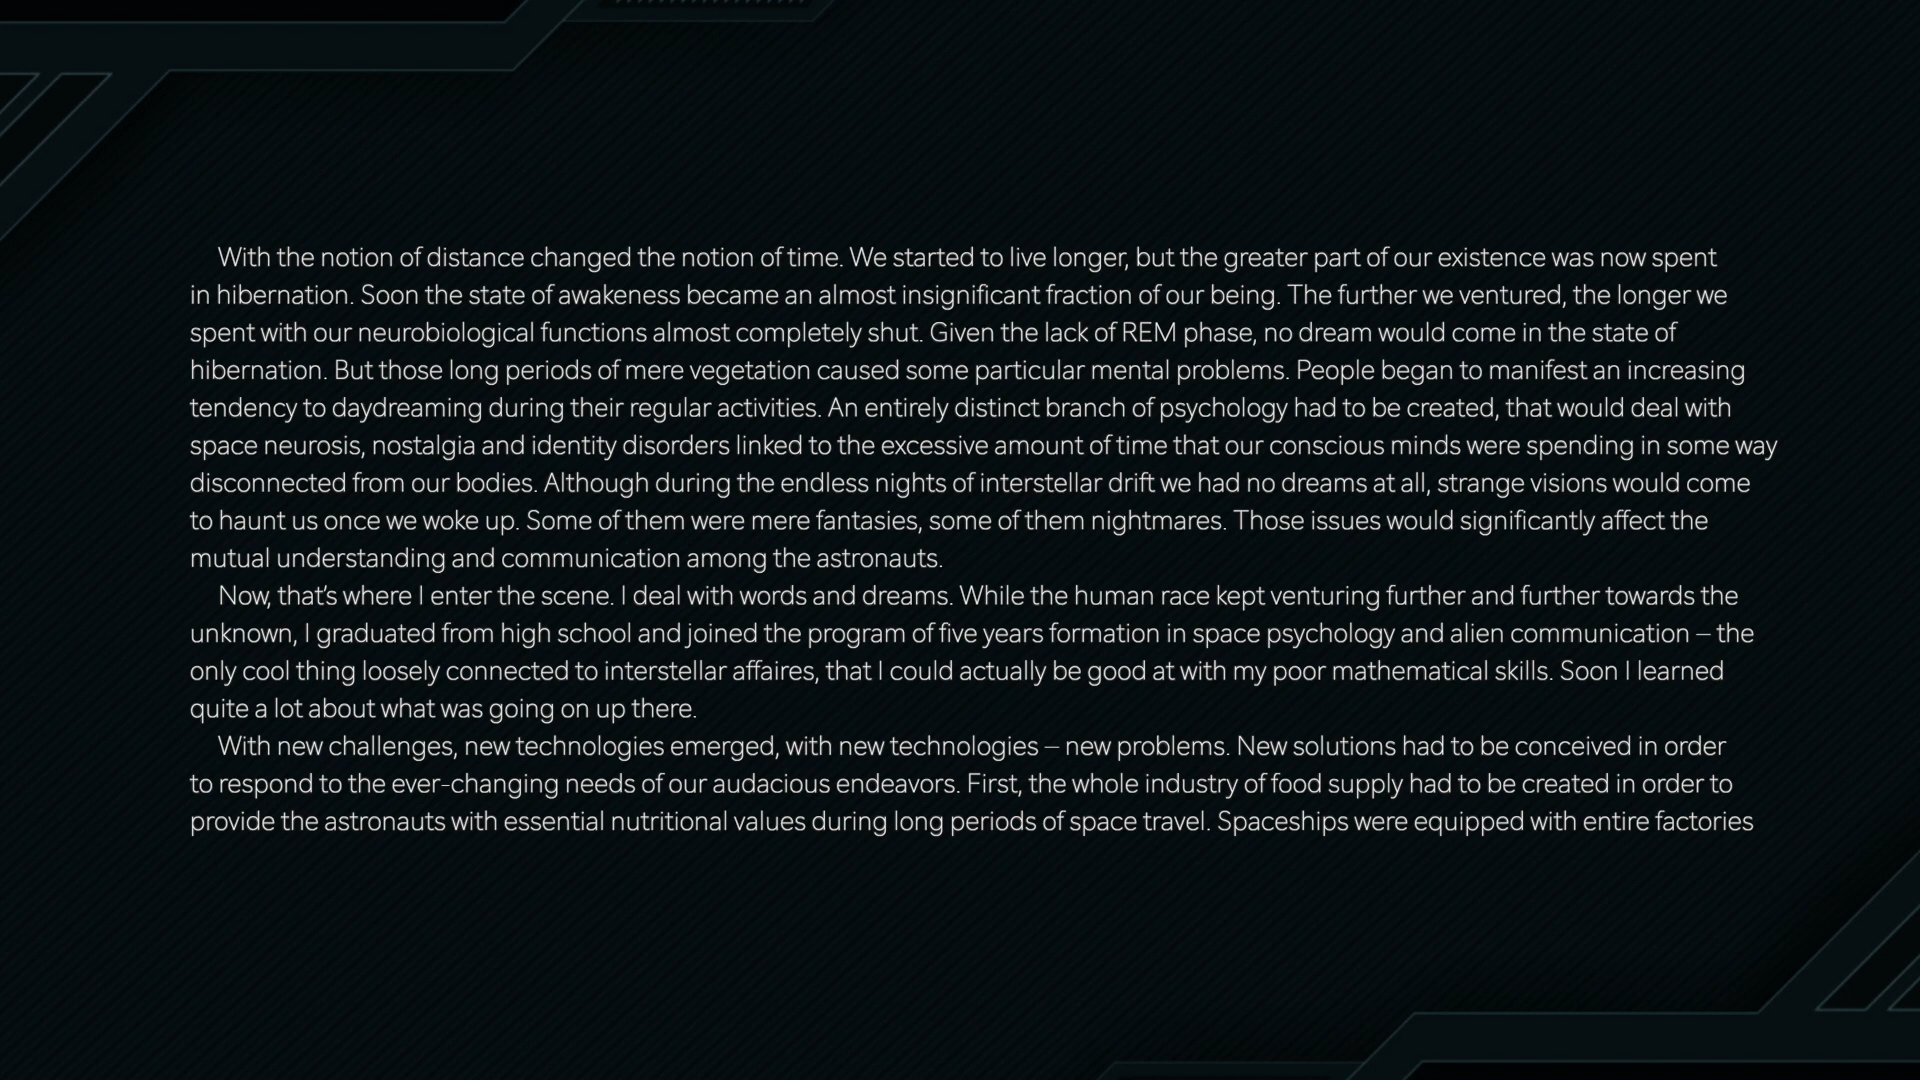 With the notion of distance changed the notion of time. We started to live longer, but the greater part of our existence was now spent
in hibernation. Soon the state of awakeness became an almost insignificant fraction of our being. The further we ventured, the longer we
spent with our neurobiological functions almost completely shut. Given the lack of REM phase, no dream would come in the state of
hibernation. But those long periods of mere vegetation caused some particular mental problems. People began to manifest an increasing
tendency to daydreaming during their regular activities. An entirely distinct branch of psychology had to be created, that would deal with
space neurosis, nostalgia and identity disorders linked to the excessive amount of time that our conscious minds were spending in some way
disconnected from our bodies. Although during the endless nights of interstellar drift we had no dreams at all, strange visions would come
to haunt us once we woke up. Some of them were mere fantasies, some of them nightmares. Those issues would significantly affect the
mutual understanding and communication among the astronauts.
Now, that's where I enter the scene. I deal with words and dreams. While the human race kept venturing further and further towards the
unknown, I graduated from high school and joined the program of five years formation in space psychology and alien communication – the
only cool thing loosely connected to interstellar affaires, that I could actually be good at with my poor mathematical skills. Soon I learned
quite a lot about what was going on up there.
With new challenges, new technologies emerged, with new technologies – new problems. New solutions had to be conceived in order
to respond to the ever-changing needs of our audacious endeavors. First, the whole industry of food supply had to be created in order to
provide the astronauts with essential nutritional values during long periods of space travel. Spaceships were equipped with entire factories